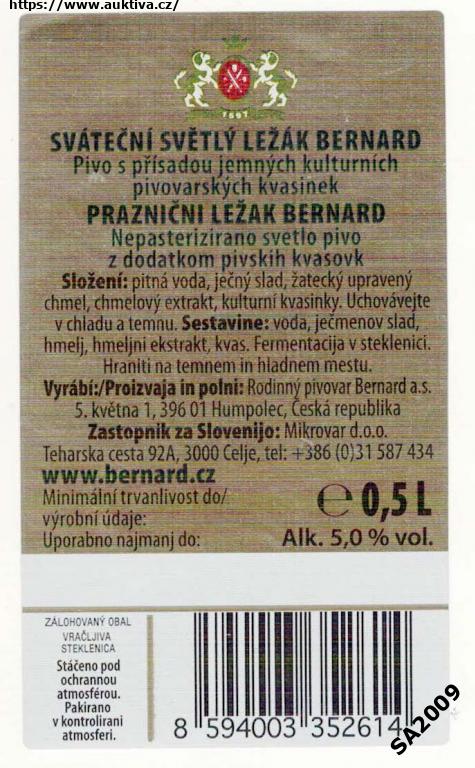 https://www.auktiva.cz/
1597
SVÁTEČNÍ SVĚTLÝ LEŽÁK BERNARD
Pivo s přísadou jemných kulturních
pivovarských kvasinek
PRAZNIČNI LEŽAK BERNARD
Nepasterizirano svetlo pivo
z dodatkom pivskih kvasovk
Složení: pitná voda, ječný slad, žatecký upravený
chmel, chmelový extrakt, kulturní kvasinky. Uchovávejte
v chladu a temnu. Sestavine: voda, ječmenov slad,
hmelj, hmeljni ekstrakt, kvas. Fermentacija v steklenici.
Hraniti na temnem in hladnem mestu.
Vyrábí:/Proizvaja in polni: Rodinný pivovar Bernard a.s.
5. května 1, 396 01 Humpolec, Česká republika
Zastopnik za Slovenijo: Mikrovar d.o.o.
Teharska cesta 92A, 3000 Celje, tel: +386 (0)31 587 434
www.bernard.cz
Minimální trvanlivost do/
výrobní údaje:
Uporabno najmanj do:
℮ 0,5 L
Alk. 5,0 % vol.
ZÁLOHOVANÝ OBAL
VRAČLJIVA
STEKLENICA
Stáčeno pod
ochrannou
atmosférou.
Pakirano
v kontrolirani
atmosferi.
8 594003 352614
SA2009